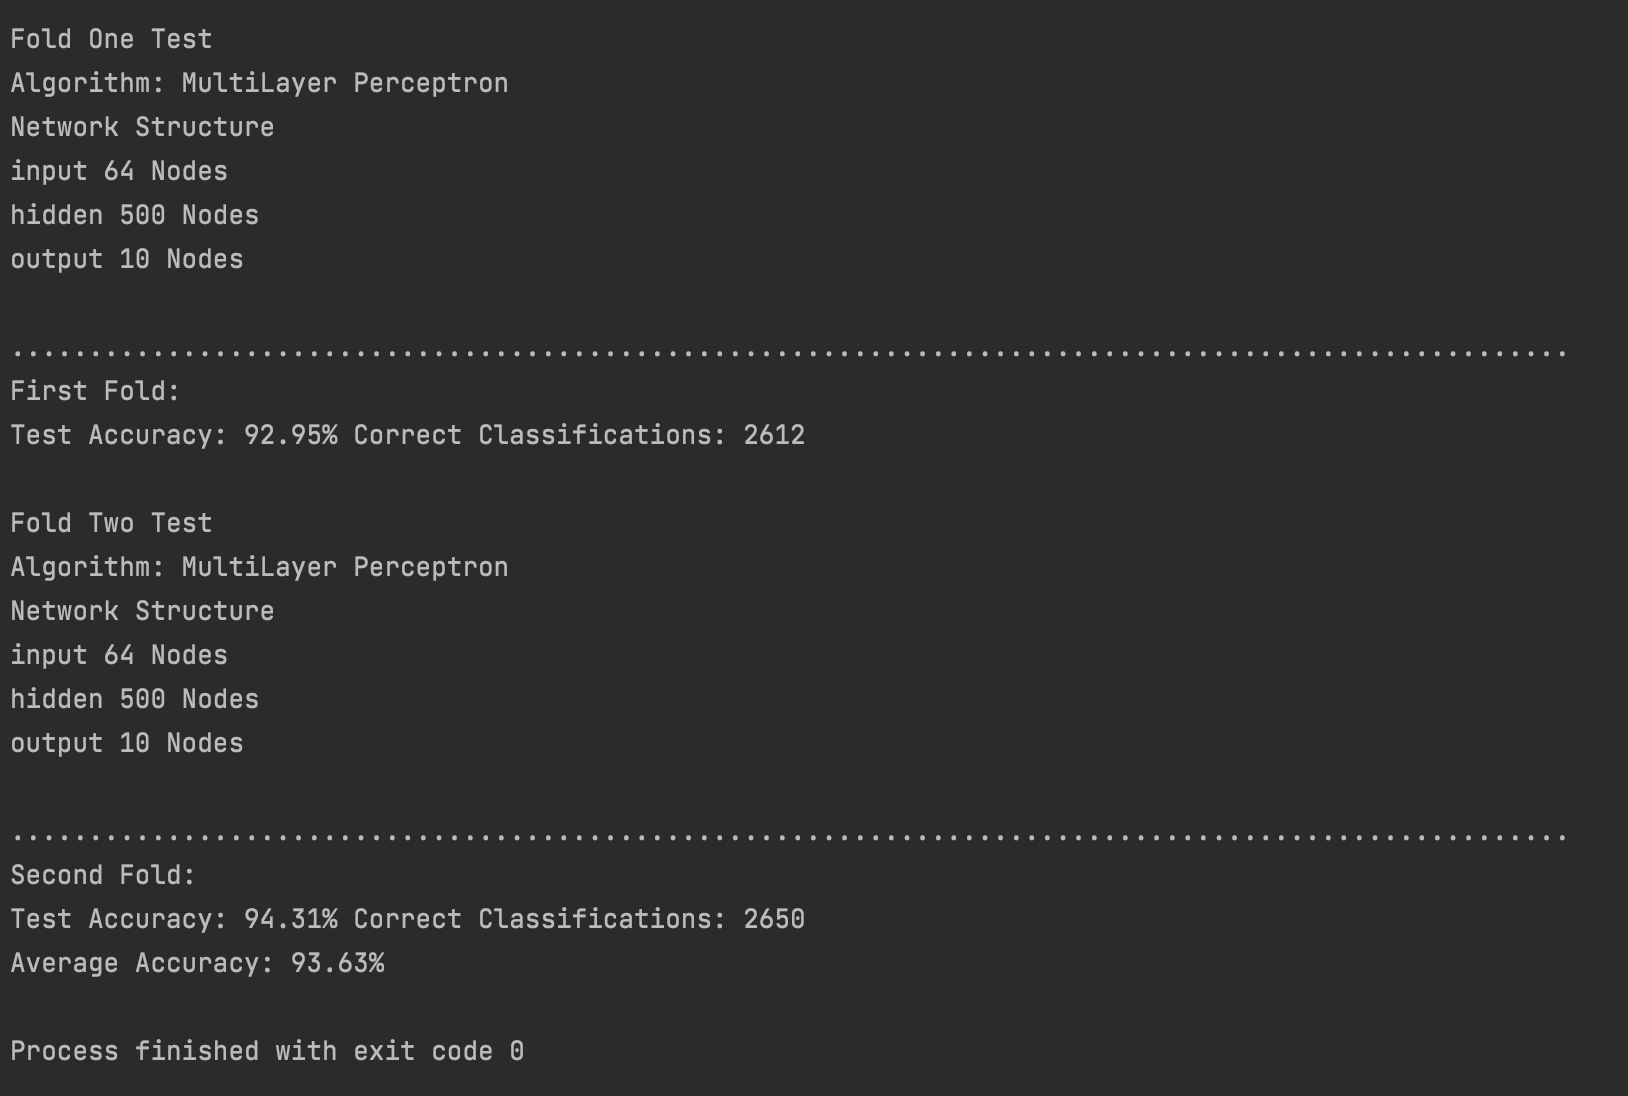 Fold One Test
Algorithm: MultiLayer Perceptron
Network Structure
input 64 Nodes
hidden 500 Nodes
output 10 Nodes
....................................................................................................
First Fold:
Test Accuracy: 92.95% Correct Classifications: 2612
Fold Two Test
Algorithm: MultiLayer Perceptron
Network Structure
input 64 Nodes
hidden 500 Nodes
output 10 Nodes
....................................................................................................
Second Fold:
Test Accuracy: 94.31% Correct Classifications: 2650
Average Accuracy: 93.63%
Process finished with exit code 0